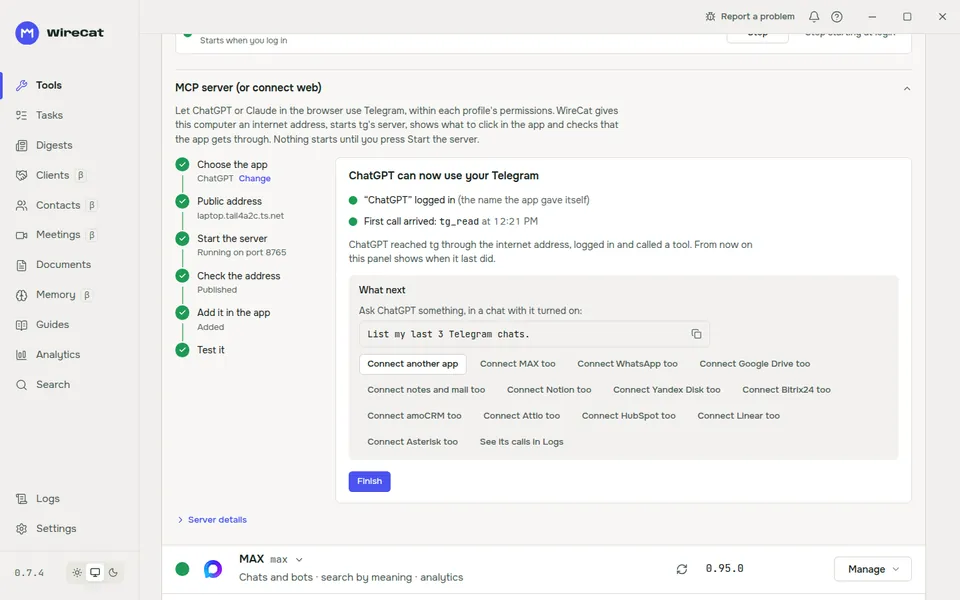 Report a problem
WireCat
Tools
Tasks
Digests
Clients β
Contacts β
Meetings β
Documents
Memory β
Guides
Analytics
Search
Logs
Settings
0.7.4
Starts when you log in
Stop
Stop starting at login
MCP server (or connect web)
Let ChatGPT or Claude in the browser use Telegram, within each profile's permissions. WireCat gives
this computer an internet address, starts tg's server, shows what to click in the app and checks that
the app gets through. Nothing starts until you press Start the server.
Choose the app
ChatGPT Change
Public address
laptop.tail4a2c.ts.net
Start the server
Running on port 8765
Check the address
Published
Add it in the app
Added
Test it
ChatGPT can now use your Telegram
"ChatGPT" logged in (the name the app gave itself)
First call arrived: tg_read at 12:21 PM
ChatGPT reached tg through the internet address, logged in and called a tool. From now on
this panel shows when it last did.
What next
Ask ChatGPT something, in a chat with it turned on:
List my last 3 Telegram chats.
Connect another app Connect MAX too Connect WhatsApp too Connect Google Drive too
Connect notes and mail too Connect Notion too Connect Yandex Disk too Connect Bitrix24 too
Connect amoCRM too Connect Attio too Connect HubSpot too Connect Linear too
Connect Asterisk too See its calls in Logs
Finish
Server details
MAX max
Chats and bots · search by meaning · analytics
0.95.0
Manage